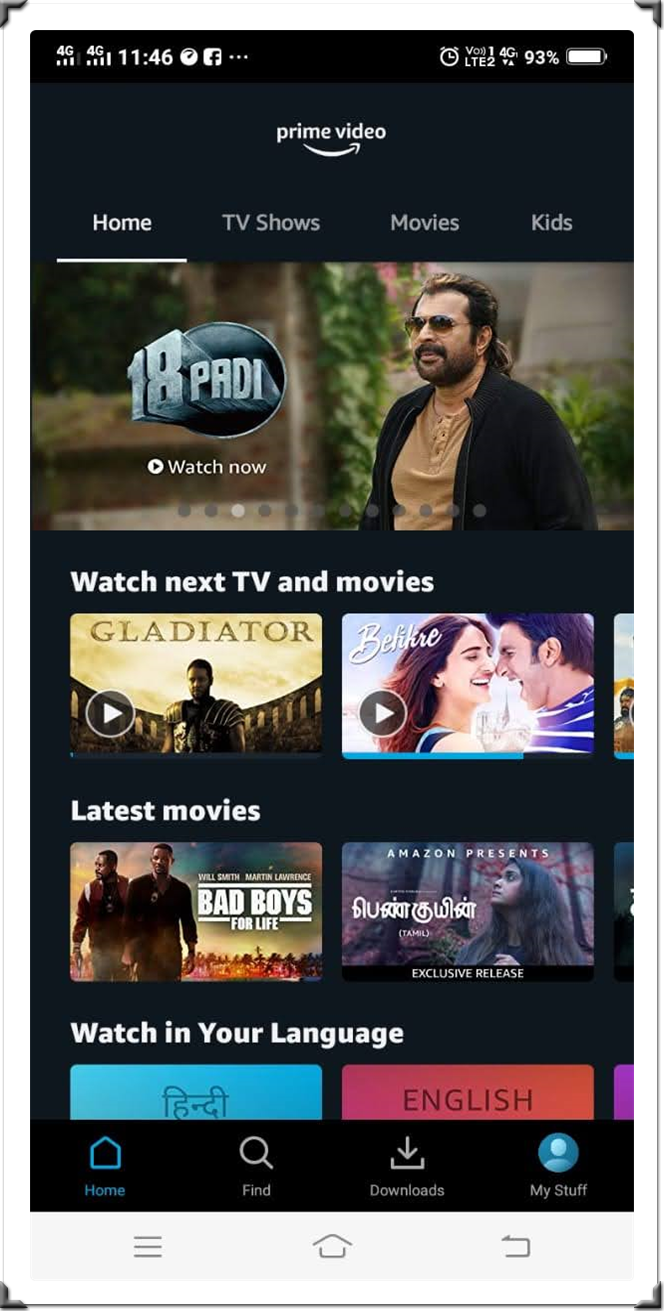 4G 4G 11:46 ... Vo)) 1 4G 93%
LTE2
prime video
Home TV Shows Movies Kids
18 PADI
Watch now
Watch next TV and movies
GLADIATOR Befikre
Latest movies
WILL SMITH MARTIN LAWRENCE
BAD BOYS
FOR LIFE
AMAZON PRESENTS
பெண்குயின்
(TAMIL)
EXCLUSIVE RELEASE
Watch in Your Language
हिन्दी ENGLISH
Home Find Downloads My Stuff